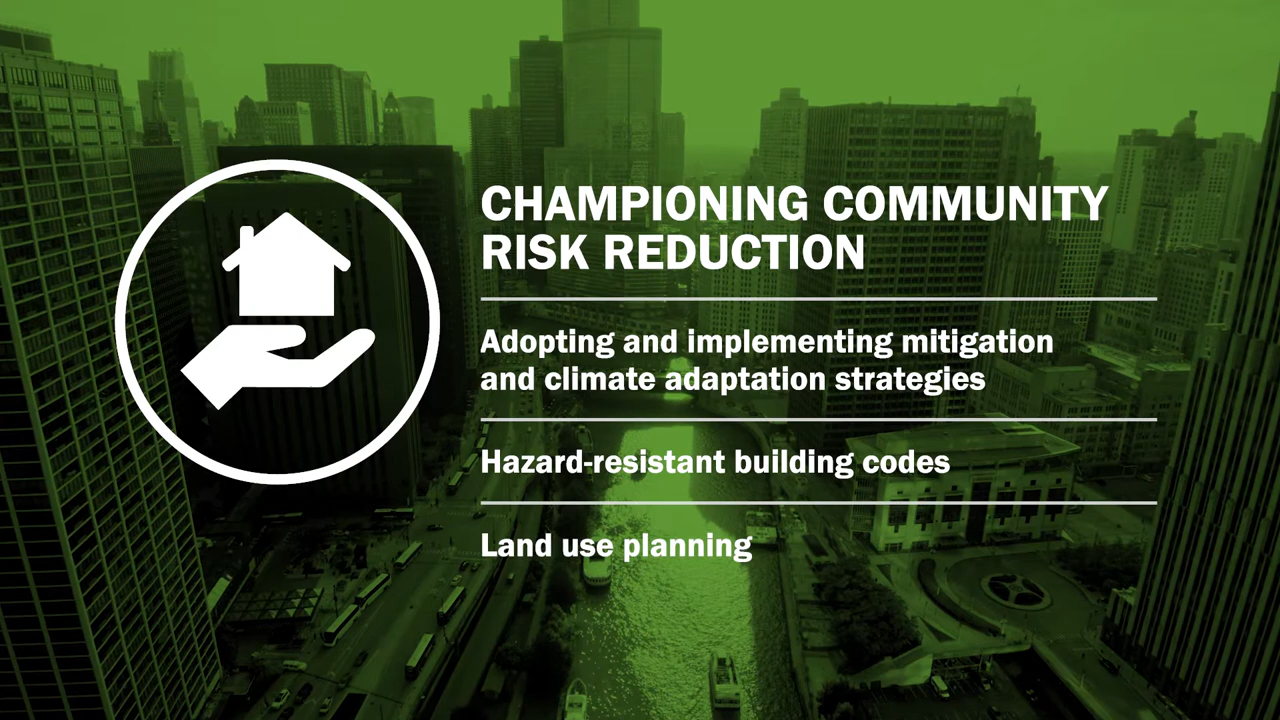 CHAMPIONING COMMUNITY
RISK REDUCTION
Adopting and implementing mitigation
and climate adaptation strategies
Hazard-resistant building codes
Land use planning